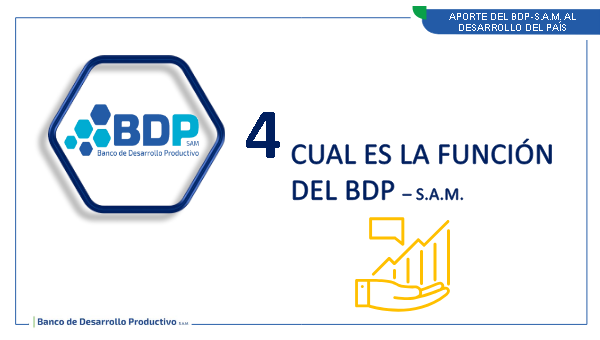 APORTE DEL BDP-S.A.M, AL
DESARROLLO DEL PAÍS
BDP
SAM
Banco de Desarrollo Productivo
4
CUAL ES LA FUNCIÓN
DEL BDP – S.A.M.
Banco de Desarrollo Productivo S.A.M.